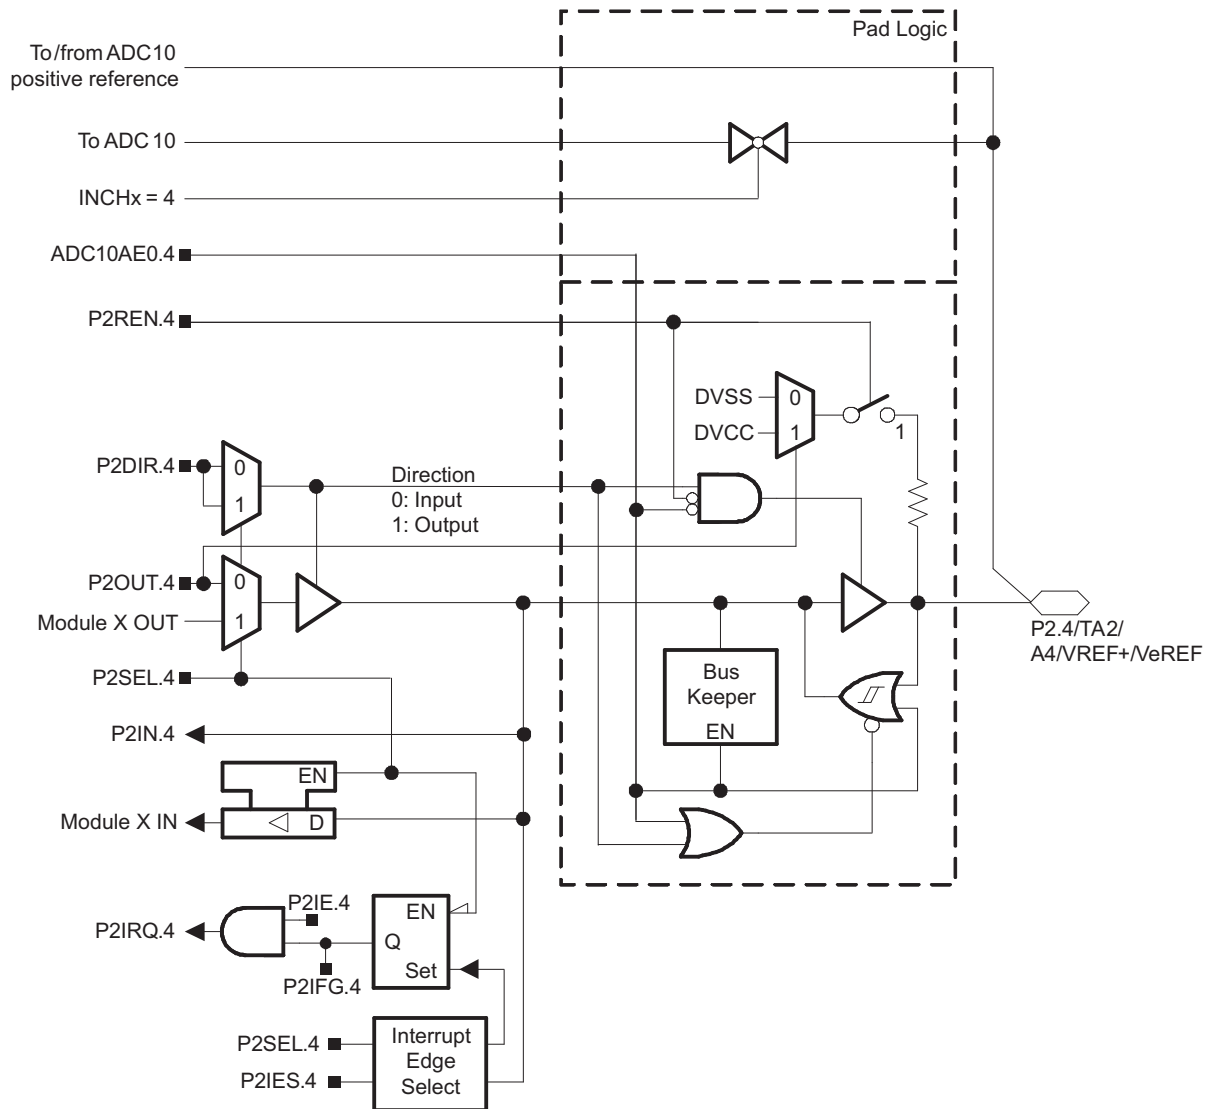 Pad Logic
To/from ADC10
positive reference
To ADC 10
INCHx = 4
ADC10AE0.4
P2REN.4
DVSS
0
DVCC
1
1
P2DIR.4
0
1
Direction
0: Input
1: Output
P2OUT.4
0
Module X OUT
1
P2.4/TA2/
A4/VREF+/VeREF
P2SEL.4
Bus
Keeper
EN
P2IN.4
EN
Module X IN
D
P2IE.4
EN
P2IRQ.4
Q
Set
P2IFG.4
P2SEL.4
P2IES.4
Interrupt
Edge
Select